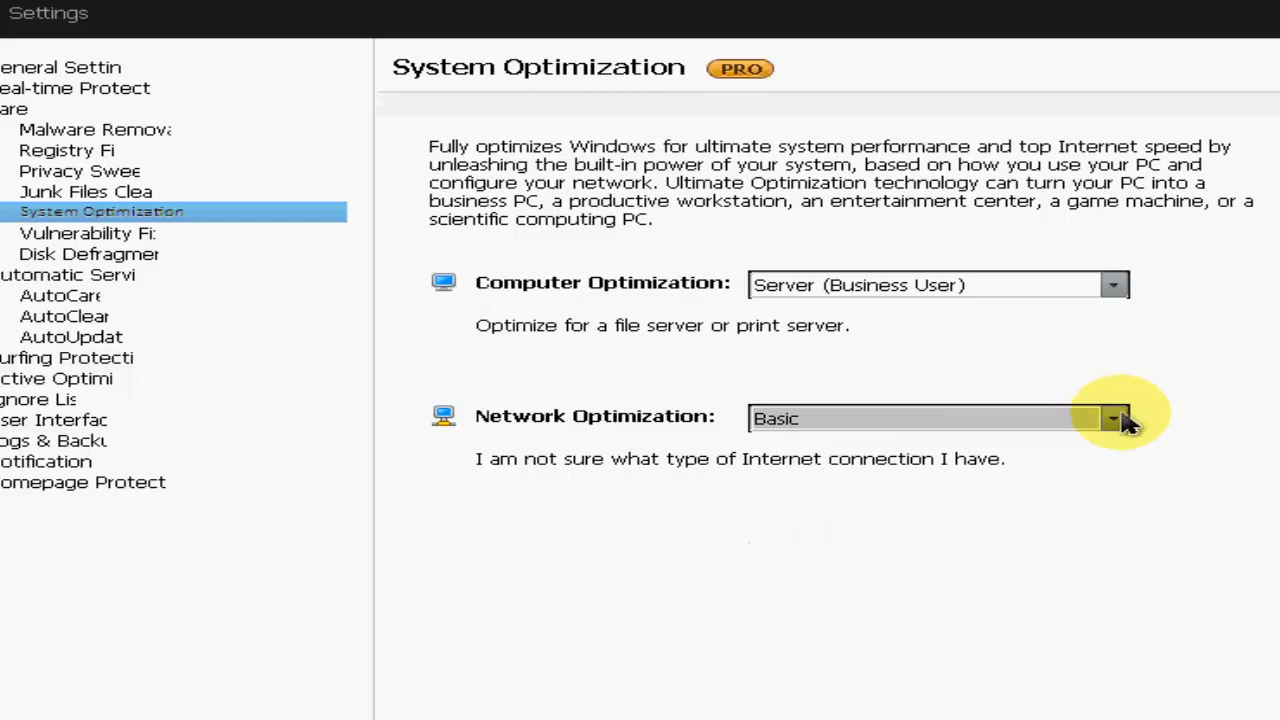 Settings
eneral Settin
eal-time Protect
are
Malware Remova
Registry Fi
Privacy Swee
Junk Files Clea
System Optimization
Vulnerability Fi
Disk Defragmer
utomatic Servi
AutoCare
AutoClear
AutoUpdat
urfing Protecti
ctive Optimi
gnore Lis
ser Interfac
ogs & Backu
otification
omepage Protect
System Optimization PRO
Fully optimizes Windows for ultimate system performance and top Internet speed by
unleashing the built-in power of your system, based on how you use your PC and
configure your network. Ultimate Optimization technology can turn your PC into a
business PC, a productive workstation, an entertainment center, a game machine, or a
scientific computing PC.
Computer Optimization: Server (Business User)
Optimize for a file server or print server.
Network Optimization: Basic
I am not sure what type of Internet connection I have.